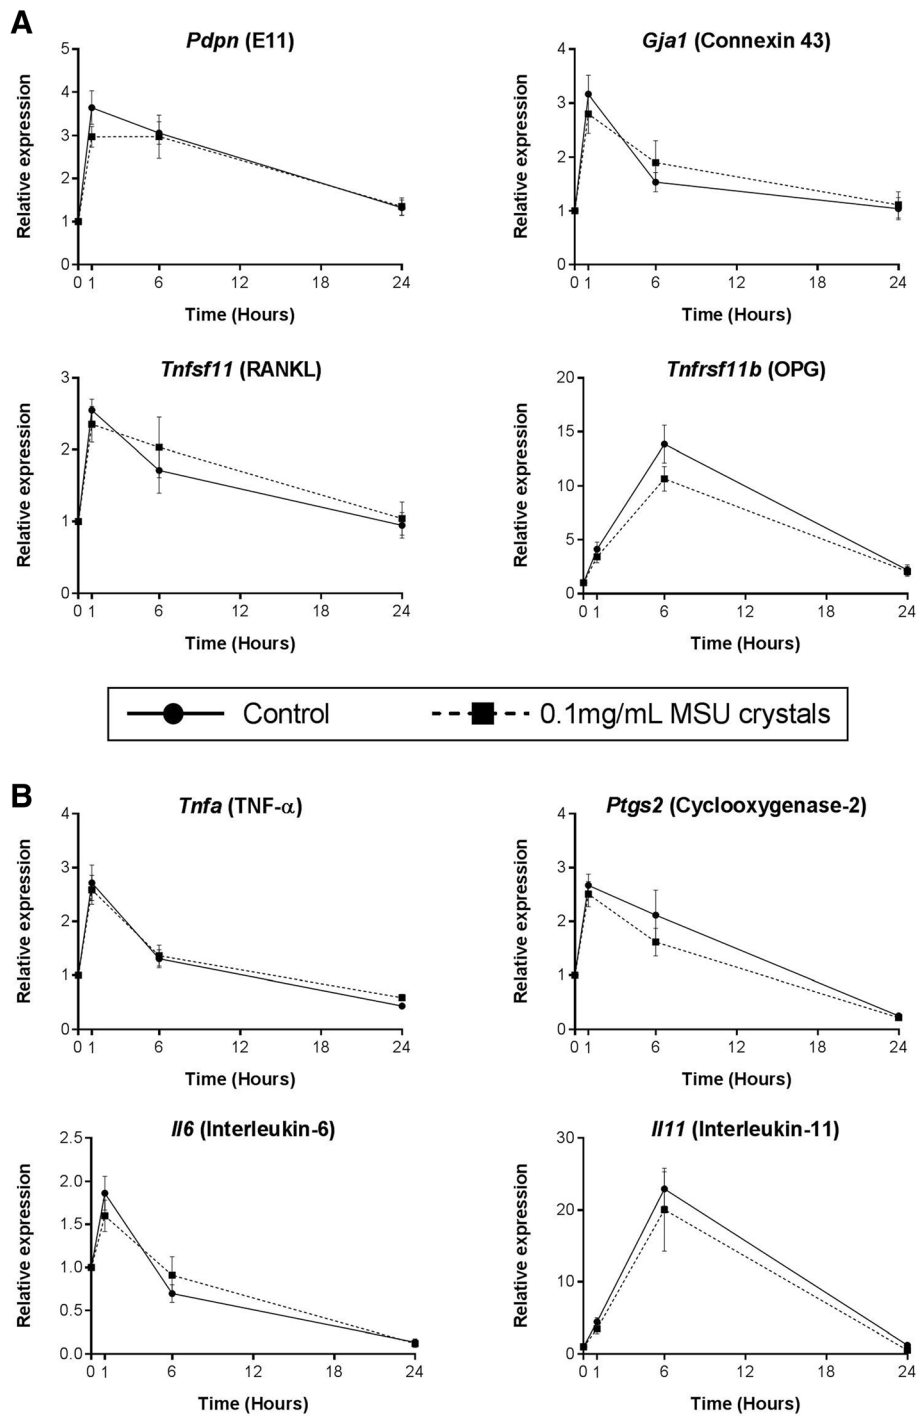 A
Pdpn (E11)
Relative expression
5
4
3
2
1
0
0 1 6 12 18 24
Time (Hours)
Gja1 (Connexin 43)
Relative expression
4
3
2
1
0
0 1 6 12 18 24
Time (Hours)
Tnfsf11 (RANKL)
Relative expression
3
2
1
0
0 1 6 12 18 24
Time (Hours)
Tnfrsf11b (OPG)
Relative expression
20
15
10
5
0
0 1 6 12 18 24
Time (Hours)
Control
0.1mg/mL MSU crystals
B
Tnfa (TNF-α)
Relative expression
4
3
2
1
0
0 1 6 12 18 24
Time (Hours)
Ptgs2 (Cyclooxygenase-2)
Relative expression
4
3
2
1
0
0 1 6 12 18 24
Time (Hours)
Il6 (Interleukin-6)
Relative expression
2.5
2.0
1.5
1.0
0.5
0.0
0 1 6 12 18 24
Time (Hours)
Il11 (Interleukin-11)
Relative expression
30
20
10
0
0 1 6 12 18 24
Time (Hours)